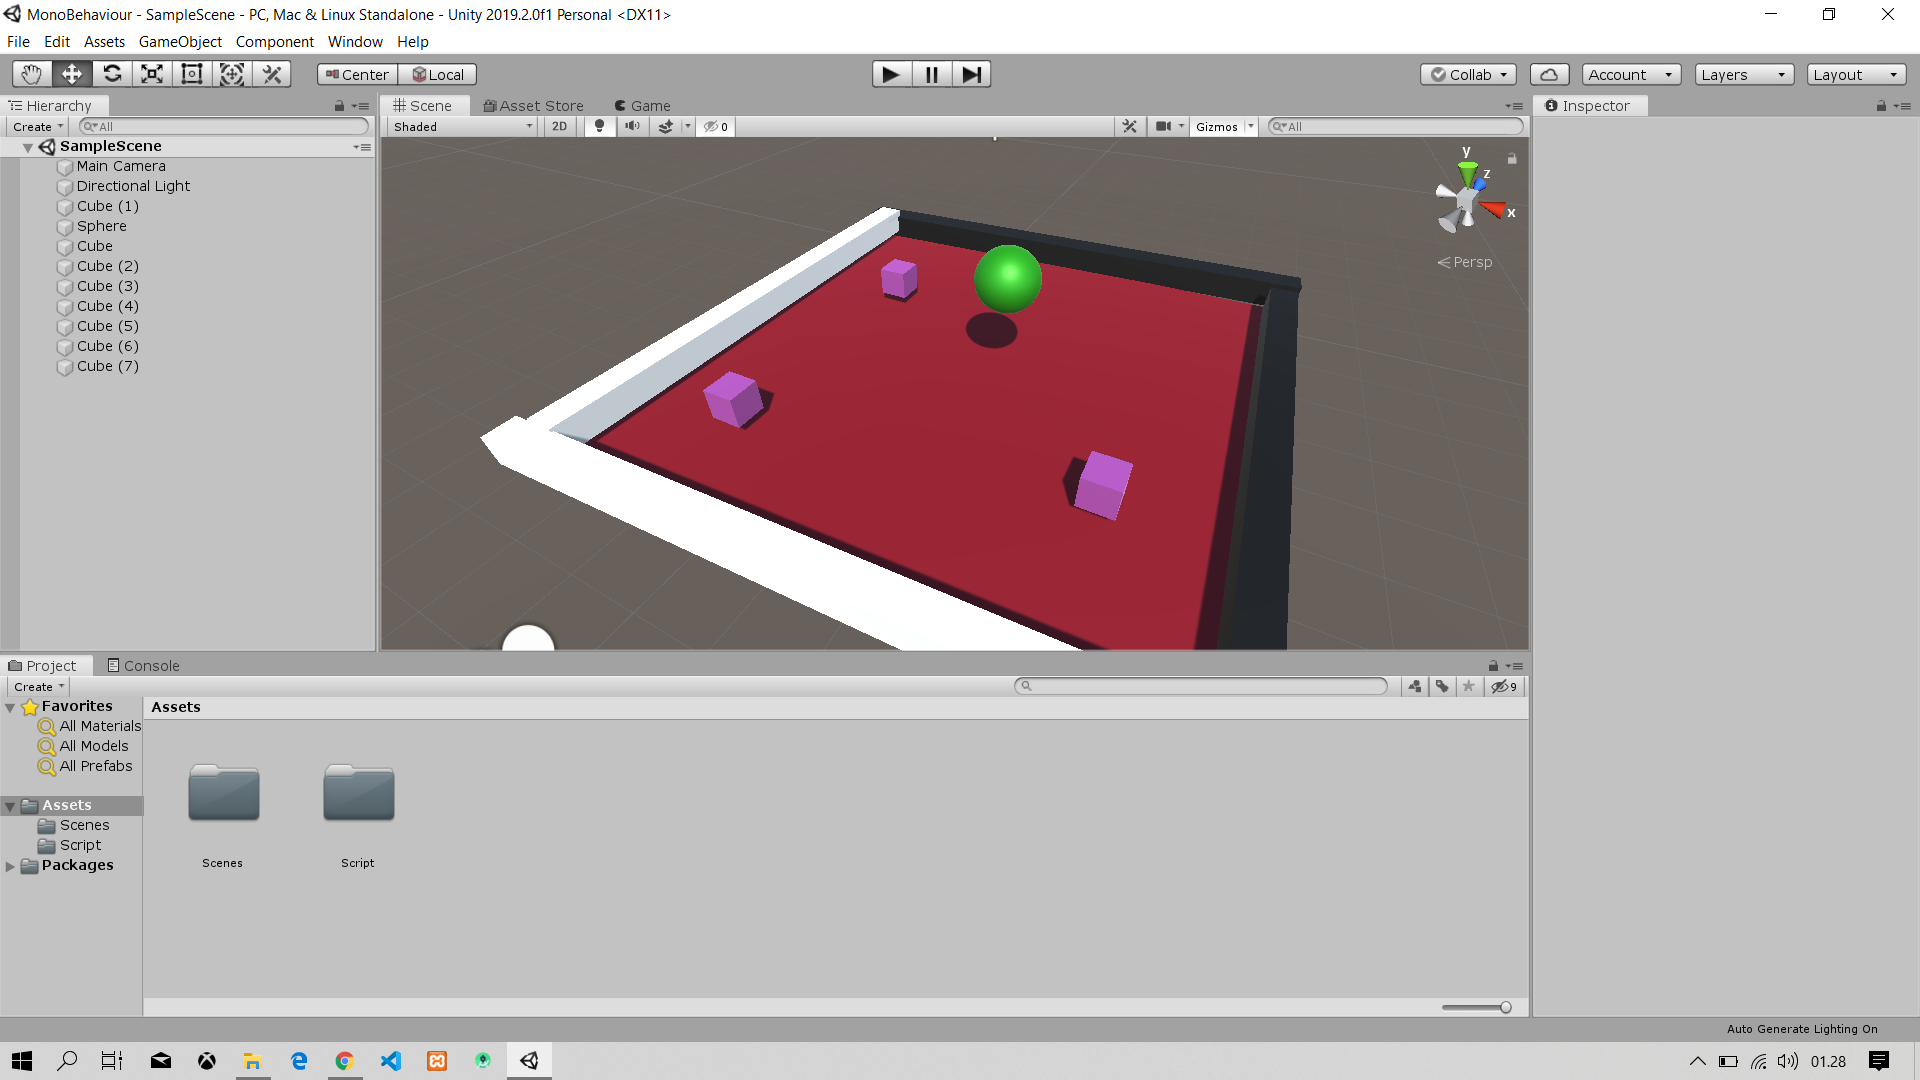 MonoBehaviour - SampleScene - PC, Mac & Linux Standalone - Unity 2019.2.0f1 Personal <DX11>
File Edit Assets GameObject Component Window Help
Center Local Collab Account Layers Layout
Hierarchy Scene Asset Store Game Inspector
Create All Shaded 2D 0 Gizmos All
SampleScene
Main Camera
Directional Light
Cube (1)
Sphere
Cube
Cube (2)
Cube (3)
Cube (4)
Cube (5)
Cube (6)
Cube (7)
y
z
x
Persp
Project Console
Create 9
Favorites Assets
All Materials
All Models
All Prefabs
Assets
Scenes
Script
Packages
Scenes Script
Auto Generate Lighting On
01.28